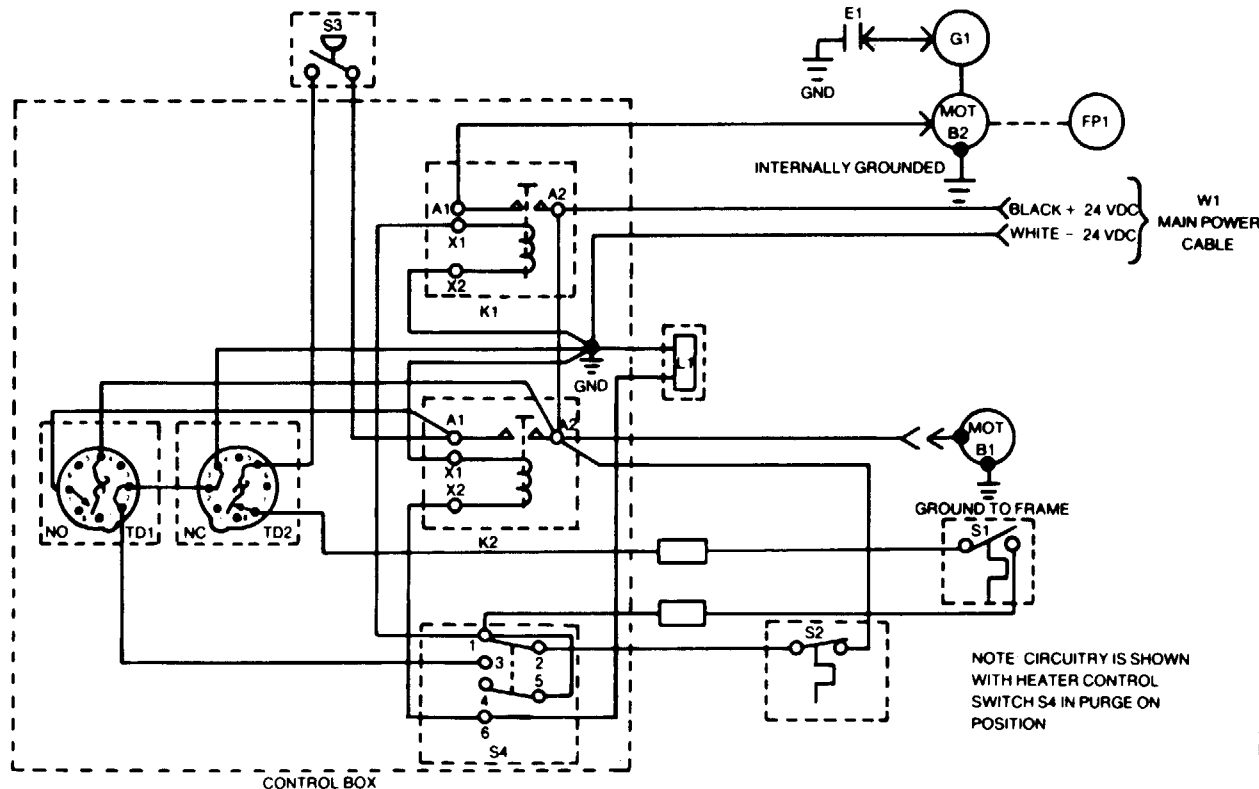 S3
E1
G1
GND
MOT
B2
FP1
INTERNALLY GROUNDED
A1
A2
X1
X2
K1
BLACK + 24 VDC
WHITE - 24 VDC
W1
MAIN POWER
CABLE
GND
L1
A1
A2
X1
X2
K2
MOT
B1
GROUND TO FRAME
NO
TD1
NC
TD2
S1
S2
1
2
3
5
4
6
S4
NOTE: CIRCUITRY IS SHOWN
WITH HEATER CONTROL
SWITCH S4 IN PURGE ON
POSITION
CONTROL BOX